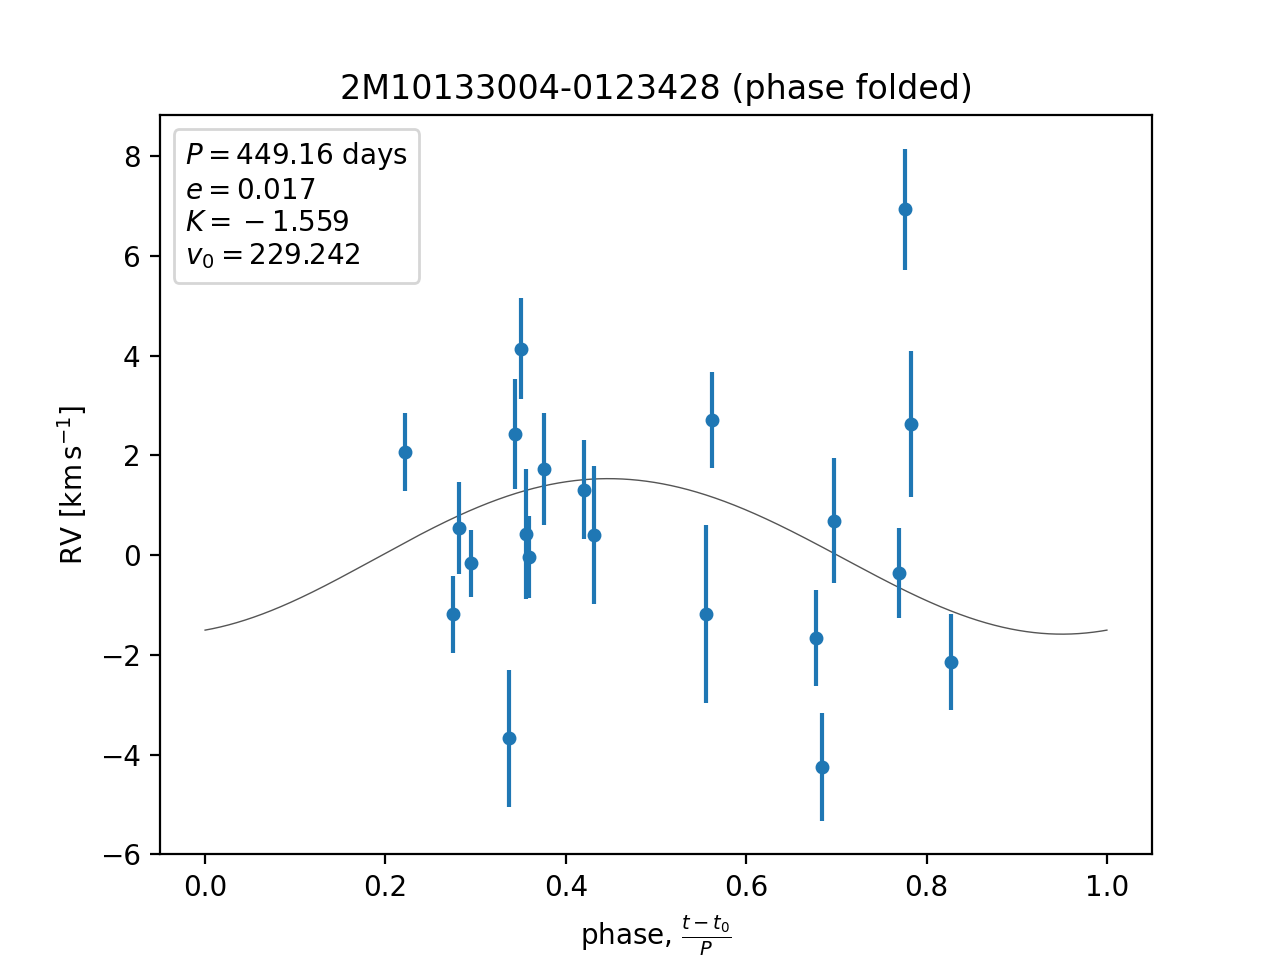 2M10133004-0123428 (phase folded)
P = 449.16 days
e = 0.017
K = −1.559
v₀ = 229.242
8
6
4
2
0
−2
−4
−6
RV [km s⁻¹]
0.0 0.2 0.4 0.6 0.8 1.0
phase, (t − t₀)/P